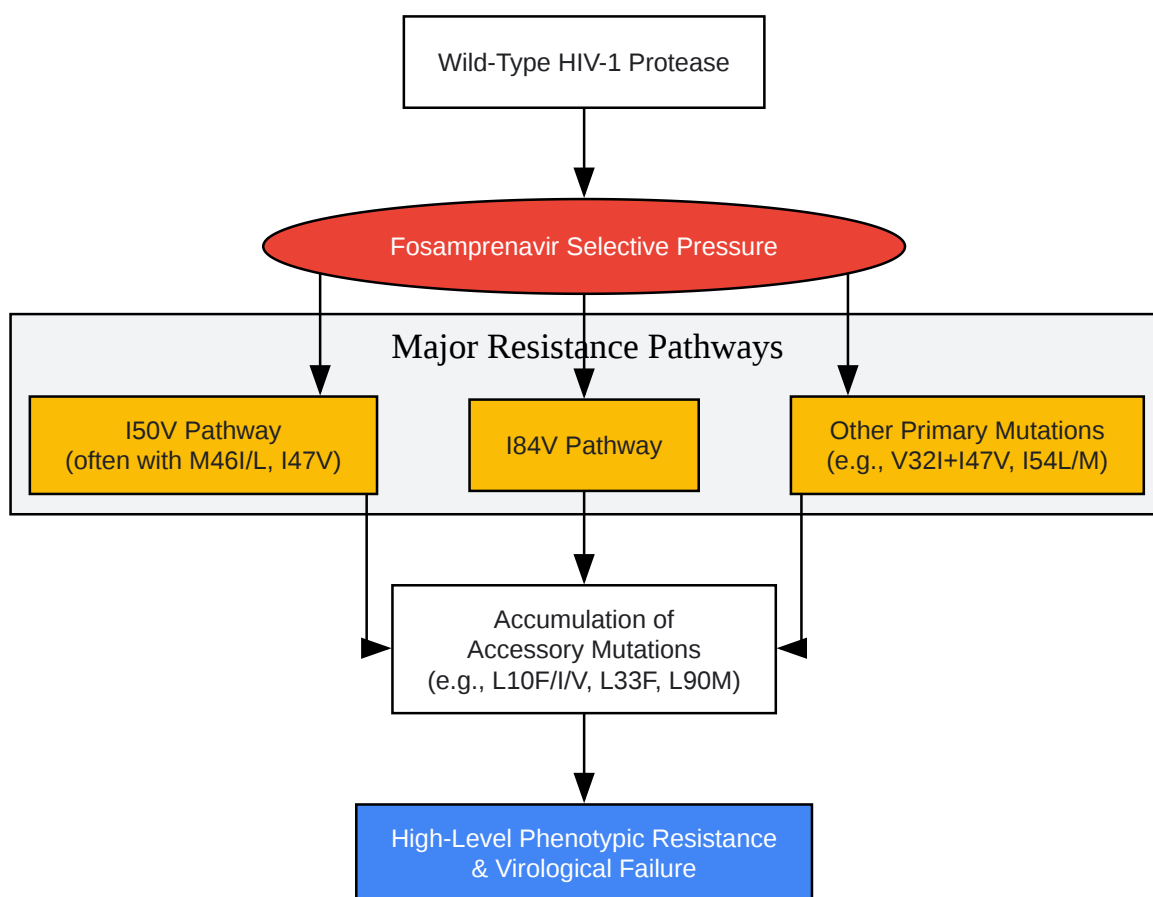 Wild-Type HIV-1 Protease
Fosamprenavir Selective Pressure
Major Resistance Pathways
I50V Pathway
(often with M46I/L, I47V)
I84V Pathway
Other Primary Mutations
(e.g., V32I+I47V, I54L/M)
Accumulation of
Accessory Mutations
(e.g., L10F/I/V, L33F, L90M)
High-Level Phenotypic Resistance
& Virological Failure